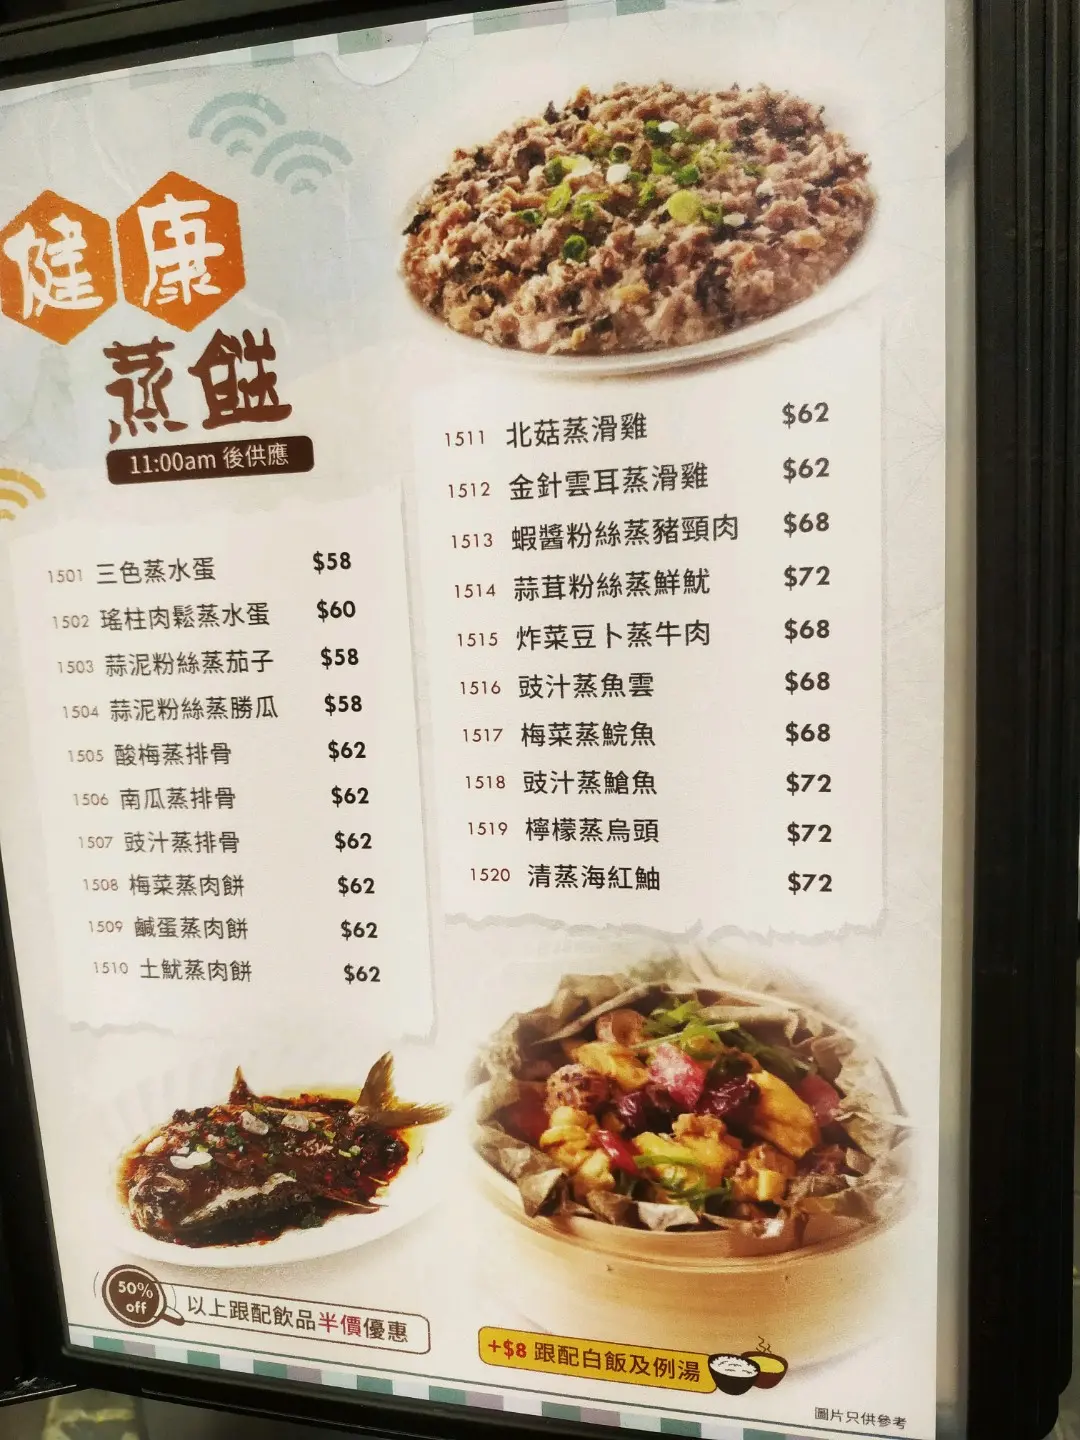 健康
蒸餸
11:00am 後供應
1501 三色蒸水蛋 $58
1502 瑤柱肉鬆蒸水蛋 $60
1503 蒜泥粉絲蒸茄子 $58
1504 蒜泥粉絲蒸勝瓜 $58
1505 酸梅蒸排骨 $62
1506 南瓜蒸排骨 $62
1507 豉汁蒸排骨 $62
1508 梅菜蒸肉餅 $62
1509 鹹蛋蒸肉餅 $62
1510 土魷蒸肉餅 $62
1511 北菇蒸滑雞 $62
1512 金針雲耳蒸滑雞 $62
1513 蝦醬粉絲蒸豬頸肉 $68
1514 蒜茸粉絲蒸鮮魷 $72
1515 炸菜豆卜蒸牛肉 $68
1516 豉汁蒸魚雲 $68
1517 梅菜蒸鯇魚 $68
1518 豉汁蒸鱠魚 $72
1519 檸檬蒸烏頭 $72
1520 清蒸海紅鮋 $72
50% off
以上跟配飲品半價優惠
+$8 跟配白飯及例湯
圖片只供參考